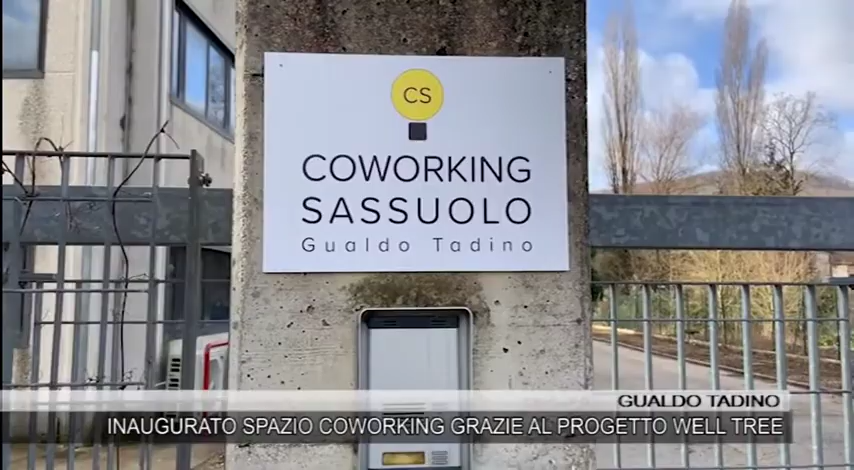 CS
COWORKING
SASSUOLO
Gualdo Tadino
GUALDO TADINO
INAUGURATO SPAZIO COWORKING GRAZIE AL PROGETTO WELL TREE